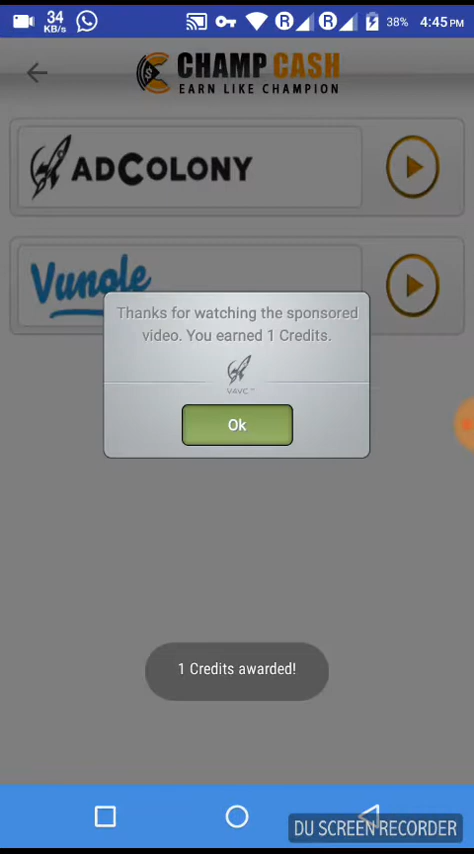 34
KB/s
R
R
38%
4:45 PM
CHAMP CASH
EARN LIKE CHAMPION
ADCOLONY
Vungle
Thanks for watching the sponsored
video. You earned 1 Credits.
V4VC™
Ok
1 Credits awarded!
DU SCREEN RECORDER